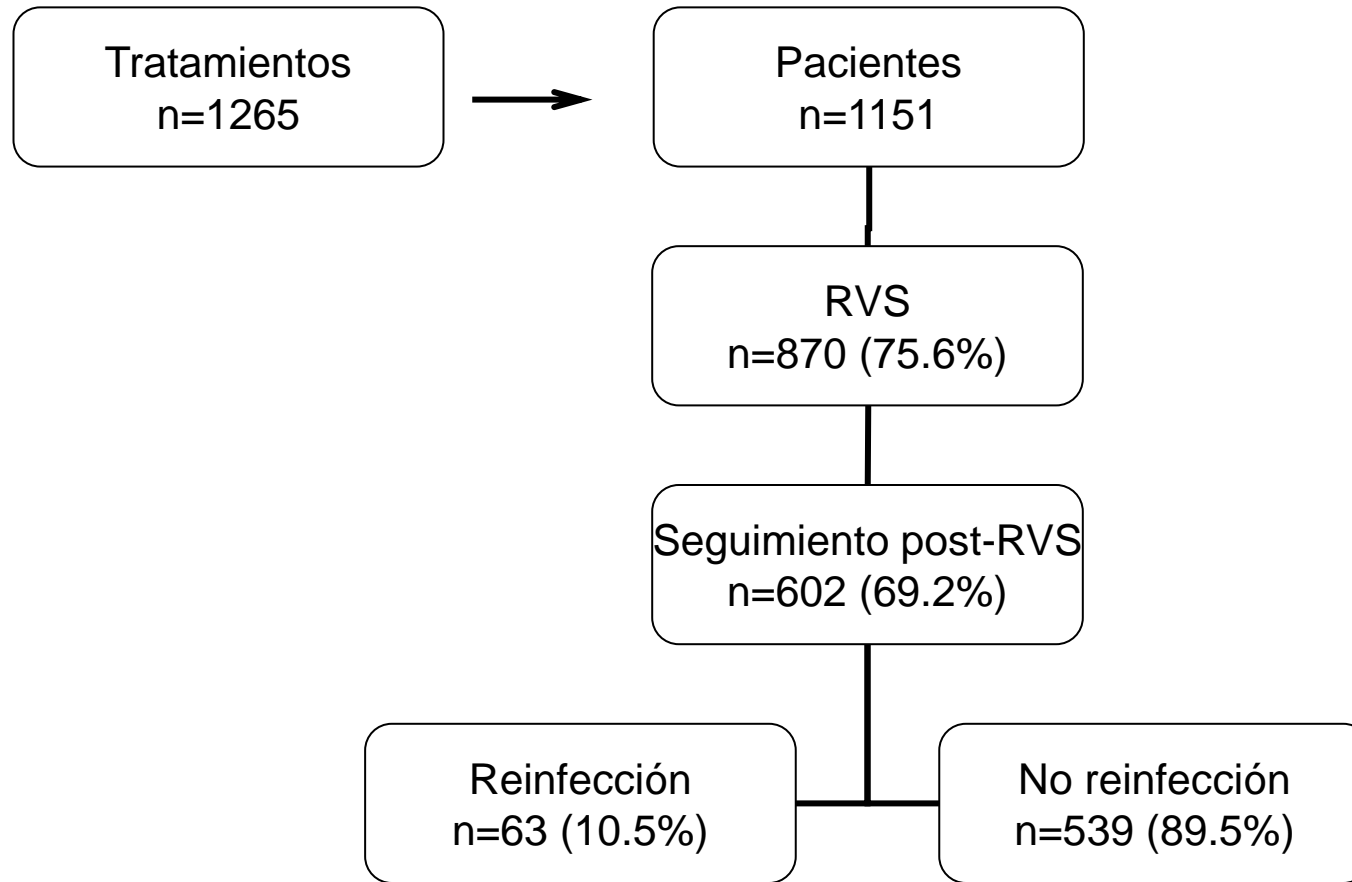 Tratamientos
n=1265
Pacientes
n=1151
RVS
n=870 (75.6%)
Seguimiento post-RVS
n=602 (69.2%)
Reinfección
n=63 (10.5%)
No reinfección
n=539 (89.5%)